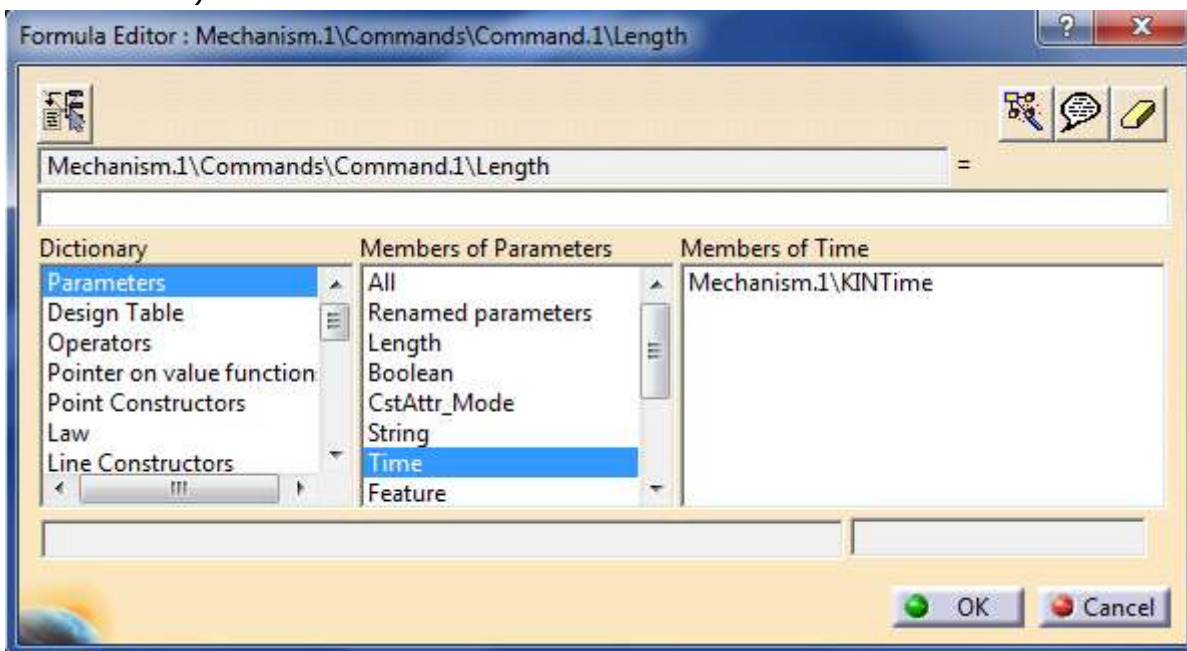 Formula Editor : Mechanism.1\Commands\Command.1\Length
?
X
Mechanism.1\Commands\Command.1\Length
=
Dictionary
Members of Parameters
Members of Time
Parameters
Design Table
Operators
Pointer on value function
Point Constructors
Law
Line Constructors
All
Renamed parameters
Length
Boolean
CstAttr_Mode
String
Time
Feature
Mechanism.1\KINTime
OK
Cancel